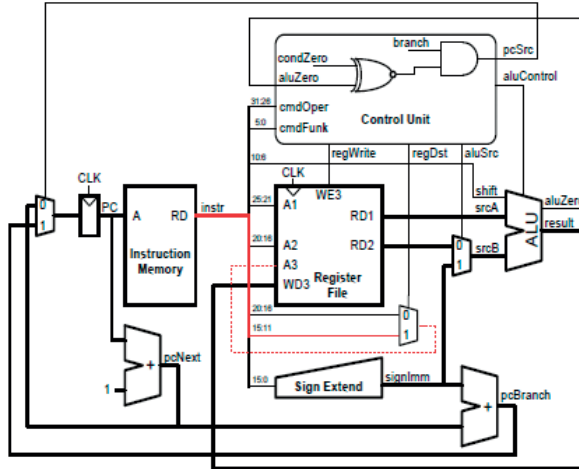 branch
pcSrc
condZero
aluZero
aluControl
31:26
cmdOper
5:0
cmdFunk
Control Unit
regWrite
regDst
aluSrc
10:6
CLK
shift
CLK
PC
A
RD
instr
25:21
A1
WE3
RD1
srcA
aluZero
result
0
1
Instruction
Memory
20:16
A2
RD2
0
1
srcB
ALU
A3
WD3
Register
File
20:16
15:11
0
1
+
1
pcNext
15:0
Sign Extend
signImm
+
pcBranch